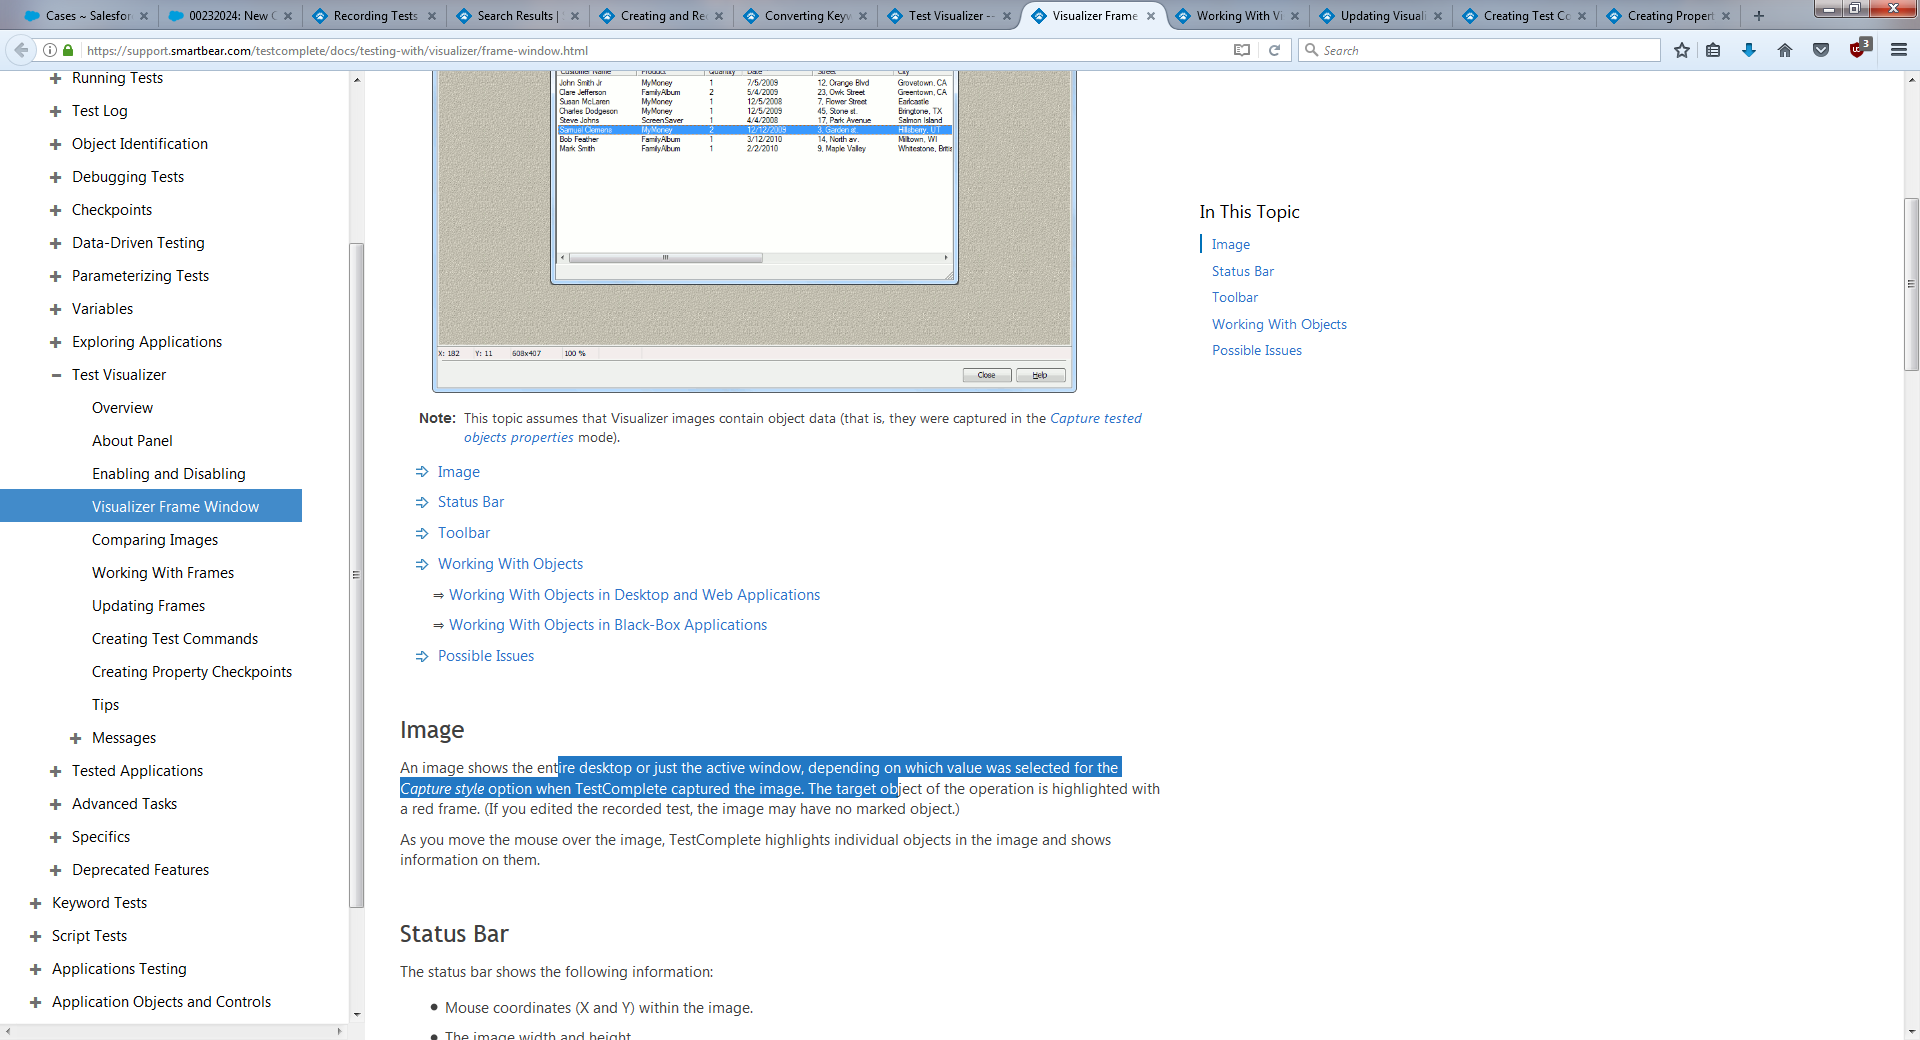 Cases ~ Salesfor
00232024: New C
Recording Tests
Search Results |
Creating and Re
Converting Keyw
Test Visualizer --
Visualizer Frame
Working With Vi
Updating Visuali
Creating Test Co
Creating Propert
https://support.smartbear.com/testcomplete/docs/testing-with/visualizer/frame-window.html
Search
3
Running Tests
Test Log
Object Identification
Debugging Tests
Checkpoints
Data-Driven Testing
Parameterizing Tests
Variables
Exploring Applications
Test Visualizer
Overview
About Panel
Enabling and Disabling
Visualizer Frame Window
Comparing Images
Working With Frames
Updating Frames
Creating Test Commands
Creating Property Checkpoints
Tips
Messages
Tested Applications
Advanced Tasks
Specifics
Deprecated Features
Keyword Tests
Script Tests
Applications Testing
Application Objects and Controls
Customer Name Product Quantity Date Street City
John Smith Jr MyMoney 1 7/5/2009 12, Orange Blvd Grovetown, CA
Clare Jefferson FamilyAlbum 2 5/4/2009 23, Owk Street Greentown, CA
Susan McLaren MyMoney 1 12/5/2008 7, Flower Street Earlcastle
Charles Dodgeson MyMoney 1 12/5/2009 45, Stone st. Bringtone, TX
Steve Johns ScreenSaver 1 4/4/2008 17, Park Avenue Salmon Island
Samuel Clemens MyMoney 2 12/12/2009 3, Garden st. Hillsberry, UT
Bob Feather FamilyAlbum 1 3/12/2010 14, North av. Miltown, WI
Mark Smith FamilyAlbum 1 2/2/2010 9, Maple Valley Whitestone, Britis
X: 182 Y: 11 608x407 100 %
Close Help
Note: This topic assumes that Visualizer images contain object data (that is, they were captured in the Capture tested
objects properties mode).
Image
Status Bar
Toolbar
Working With Objects
⇒ Working With Objects in Desktop and Web Applications
⇒ Working With Objects in Black-Box Applications
Possible Issues
Image
An image shows the entire desktop or just the active window, depending on which value was selected for the
Capture style option when TestComplete captured the image. The target object of the operation is highlighted with
a red frame. (If you edited the recorded test, the image may have no marked object.)
As you move the mouse over the image, TestComplete highlights individual objects in the image and shows
information on them.
Status Bar
The status bar shows the following information:
• Mouse coordinates (X and Y) within the image.
• The image width and height
In This Topic
Image
Status Bar
Toolbar
Working With Objects
Possible Issues